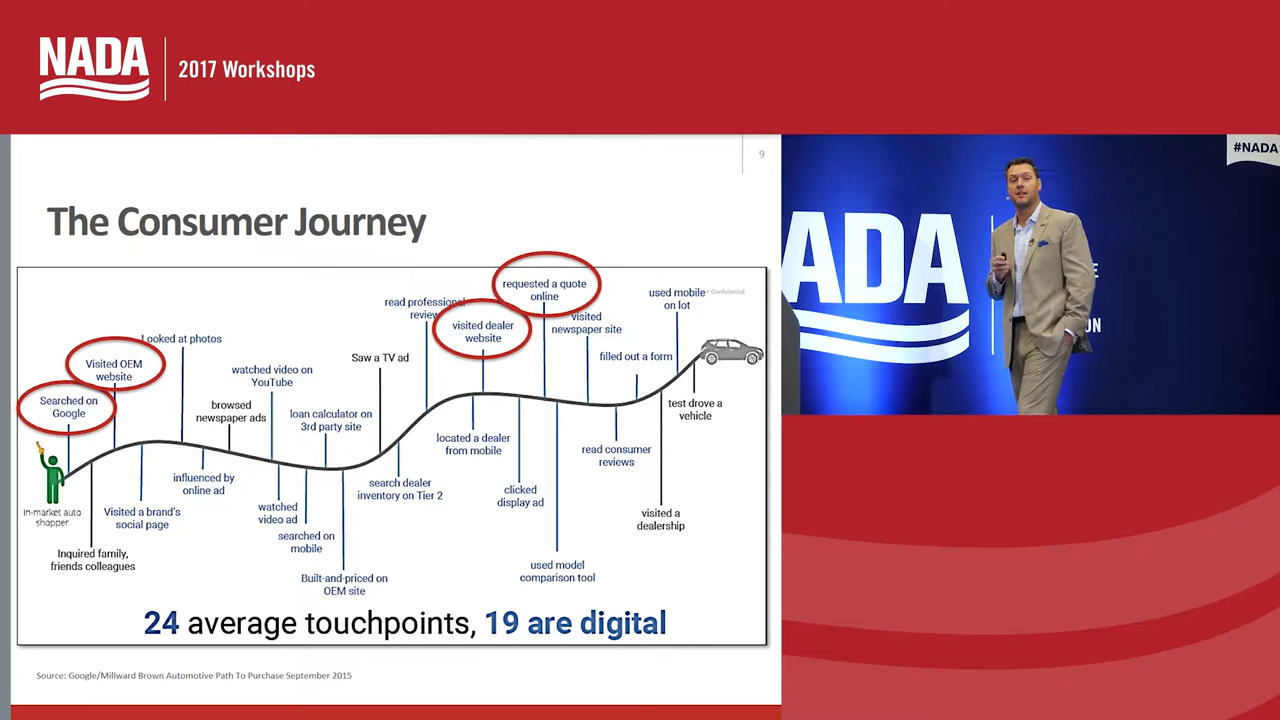 NADA
2017 Workshops
9
The Consumer Journey
Searched on
Google
Visited OEM
website
Looked at photos
browsed
newspaper ads
watched video on
YouTube
loan calculator on
3rd party site
Saw a TV ad
read professional
visited dealer
website
requested a quote
online
visited
newspaper site
filled out a form
used mobile
on lot
Confidential
In-market auto
shopper
Inquired family,
friends colleagues
Visited a brand's
social page
influenced by
online ad
watched
video ad
searched on
mobile
Built-and-priced on
OEM site
search dealer
inventory on Tier 2
located a dealer
from mobile
clicked
display ad
used model
comparison tool
read consumer
reviews
visited a
dealership
test drove a
vehicle
24 average touchpoints, 19 are digital
Source: Google/Millward Brown Automotive Path To Purchase September 2015
#NADA
ADA